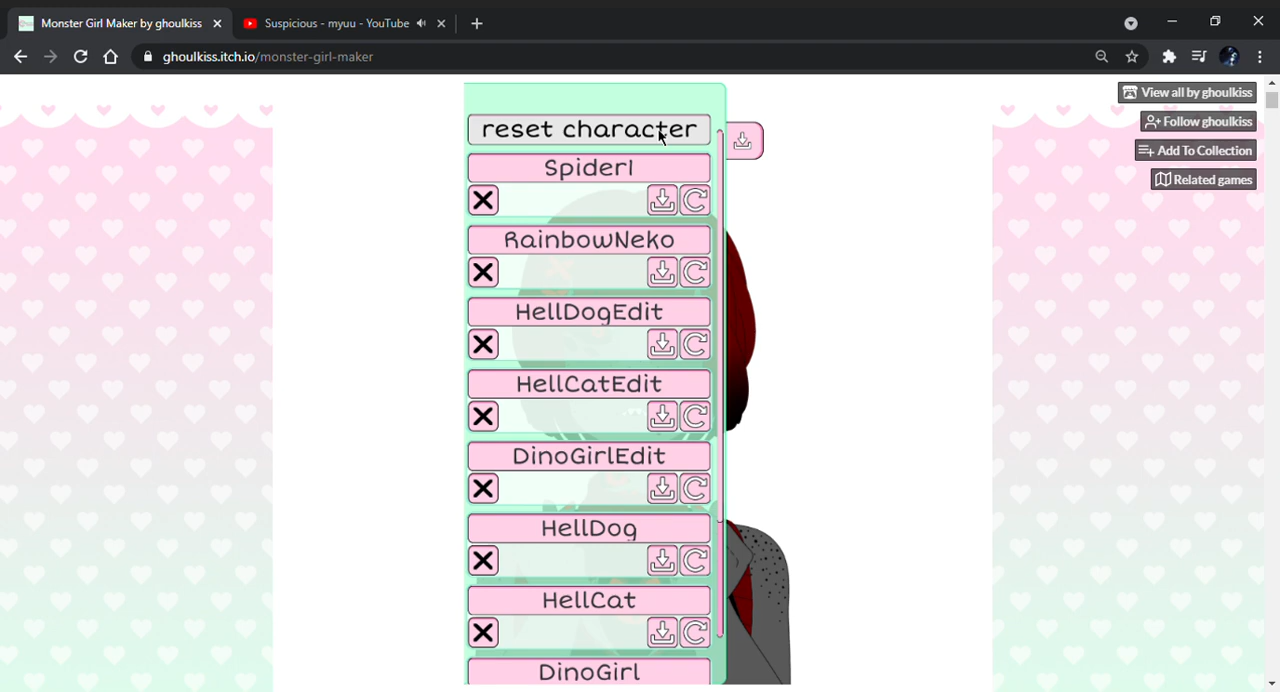 Monster Girl Maker by ghoulkiss
Suspicious - myuu - YouTube
ghoulkiss.itch.io/monster-girl-maker
View all by ghoulkiss
Follow ghoulkiss
Add To Collection
Related games
reset character
Spider1
RainbowNeko
HellDogEdit
HellCatEdit
DinoGirlEdit
HellDog
HellCat
DinoGirl